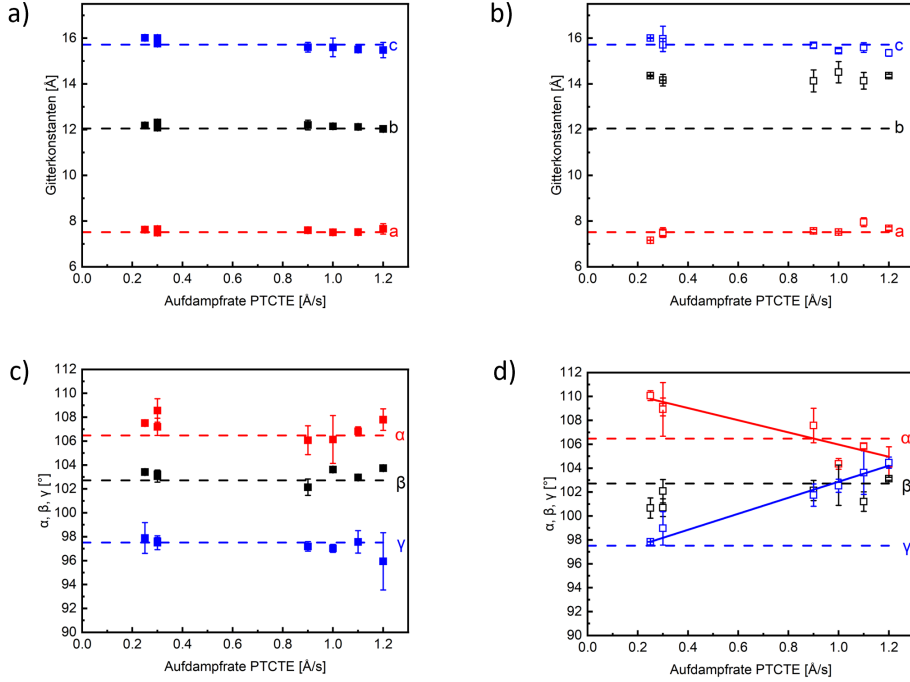 a)
Gitterkonstanten [Å]
16
14
12
10
8
6
c
b
a
0.0 0.2 0.4 0.6 0.8 1.0 1.2
Aufdampfrate PTCTE [Å/s]
b)
Gitterkonstanten [Å]
16
14
12
10
8
6
c
b
a
0.0 0.2 0.4 0.6 0.8 1.0 1.2
Aufdampfrate PTCTE [Å/s]
c)
α, β, γ [°]
112
110
108
106
104
102
100
98
96
94
92
90
α
β
γ
0.0 0.2 0.4 0.6 0.8 1.0 1.2
Aufdampfrate PTCTE [Å/s]
d)
α, β, γ [°]
112
110
108
106
104
102
100
98
96
94
92
90
α
β
γ
0.0 0.2 0.4 0.6 0.8 1.0 1.2
Aufdampfrate PTCTE [Å/s]